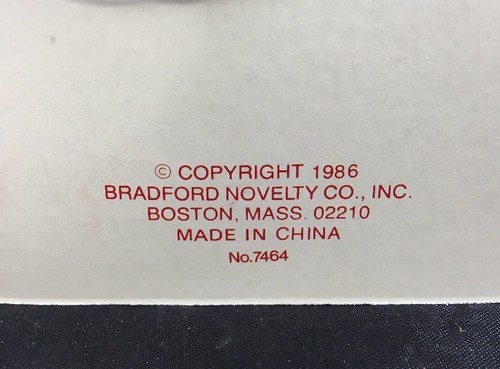 © COPYRIGHT 1986
BRADFORD NOVELTY CO., INC.
BOSTON, MASS. 02210
MADE IN CHINA
No.7464